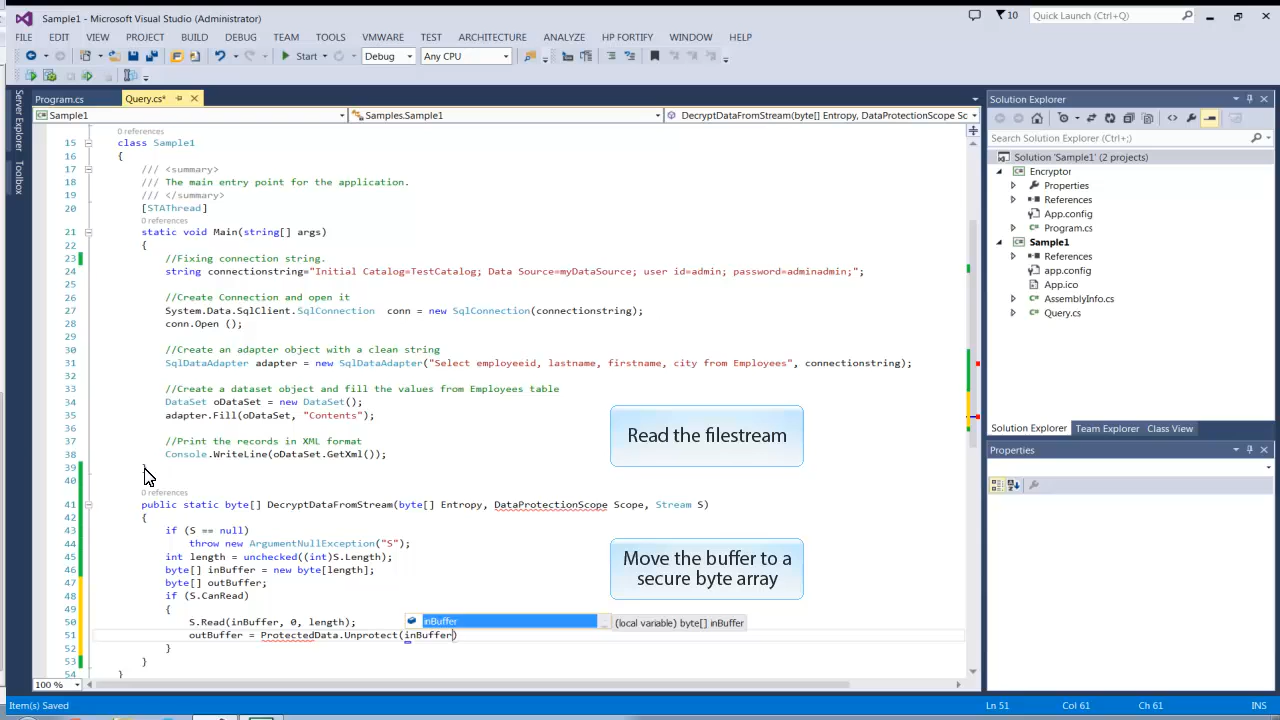 Sample1 - Microsoft Visual Studio (Administrator)
10
Quick Launch (Ctrl+Q)
FILE EDIT VIEW PROJECT BUILD DEBUG TEAM TOOLS VMWARE TEST ARCHITECTURE ANALYZE HP FORTIFY WINDOW HELP
Start Debug Any CPU
Server Explorer
Toolbox
Program.cs Query.cs*
Sample1 Samples.Sample1 DecryptDataFromStream(byte[] Entropy, DataProtectionScope Sc
0 references
15 class Sample1
16 {
17 /// <summary>
18 /// The main entry point for the application.
19 /// </summary>
20 [STAThread]
0 references
21 static void Main(string[] args)
22 {
23 //Fixing connection string.
24 string connectionstring="Initial Catalog=TestCatalog; Data Source=myDataSource; user id=admin; password=adminadmin;";
25
26 //Create Connection and open it
27 System.Data.SqlClient.SqlConnection conn = new SqlConnection(connectionstring);
28 conn.Open ();
29
30 //Create an adapter object with a clean string
31 SqlDataAdapter adapter = new SqlDataAdapter("Select employeeid, lastname, firstname, city from Employees", connectionstring);
32
33 //Create a dataset object and fill the values from Employees table
34 DataSet oDataSet = new DataSet();
35 adapter.Fill(oDataSet, "Contents");
36
37 //Print the records in XML format
38 Console.WriteLine(oDataSet.GetXml());
39 }
40
0 references
41 public static byte[] DecryptDataFromStream(byte[] Entropy, DataProtectionScope Scope, Stream S)
42 {
43 if (S == null)
44 throw new ArgumentNullException("S");
45 int length = unchecked((int)S.Length);
46 byte[] inBuffer = new byte[length];
47 byte[] outBuffer;
48 if (S.CanRead)
49 {
50 S.Read(inBuffer, 0, length);
51 outBuffer = ProtectedData.Unprotect(inBuffer)
52 }
53 }
54 }
inBuffer
(local variable) byte[] inBuffer
Read the filestream
Move the buffer to a
secure byte array
100 %
Solution Explorer
Search Solution Explorer (Ctrl+;)
Solution 'Sample1' (2 projects)
Encryptor
Properties
References
App.config
Program.cs
Sample1
References
app.config
App.ico
AssemblyInfo.cs
Query.cs
Solution Explorer Team Explorer Class View
Properties
Item(s) Saved Ln 51 Col 61 Ch 61 INS